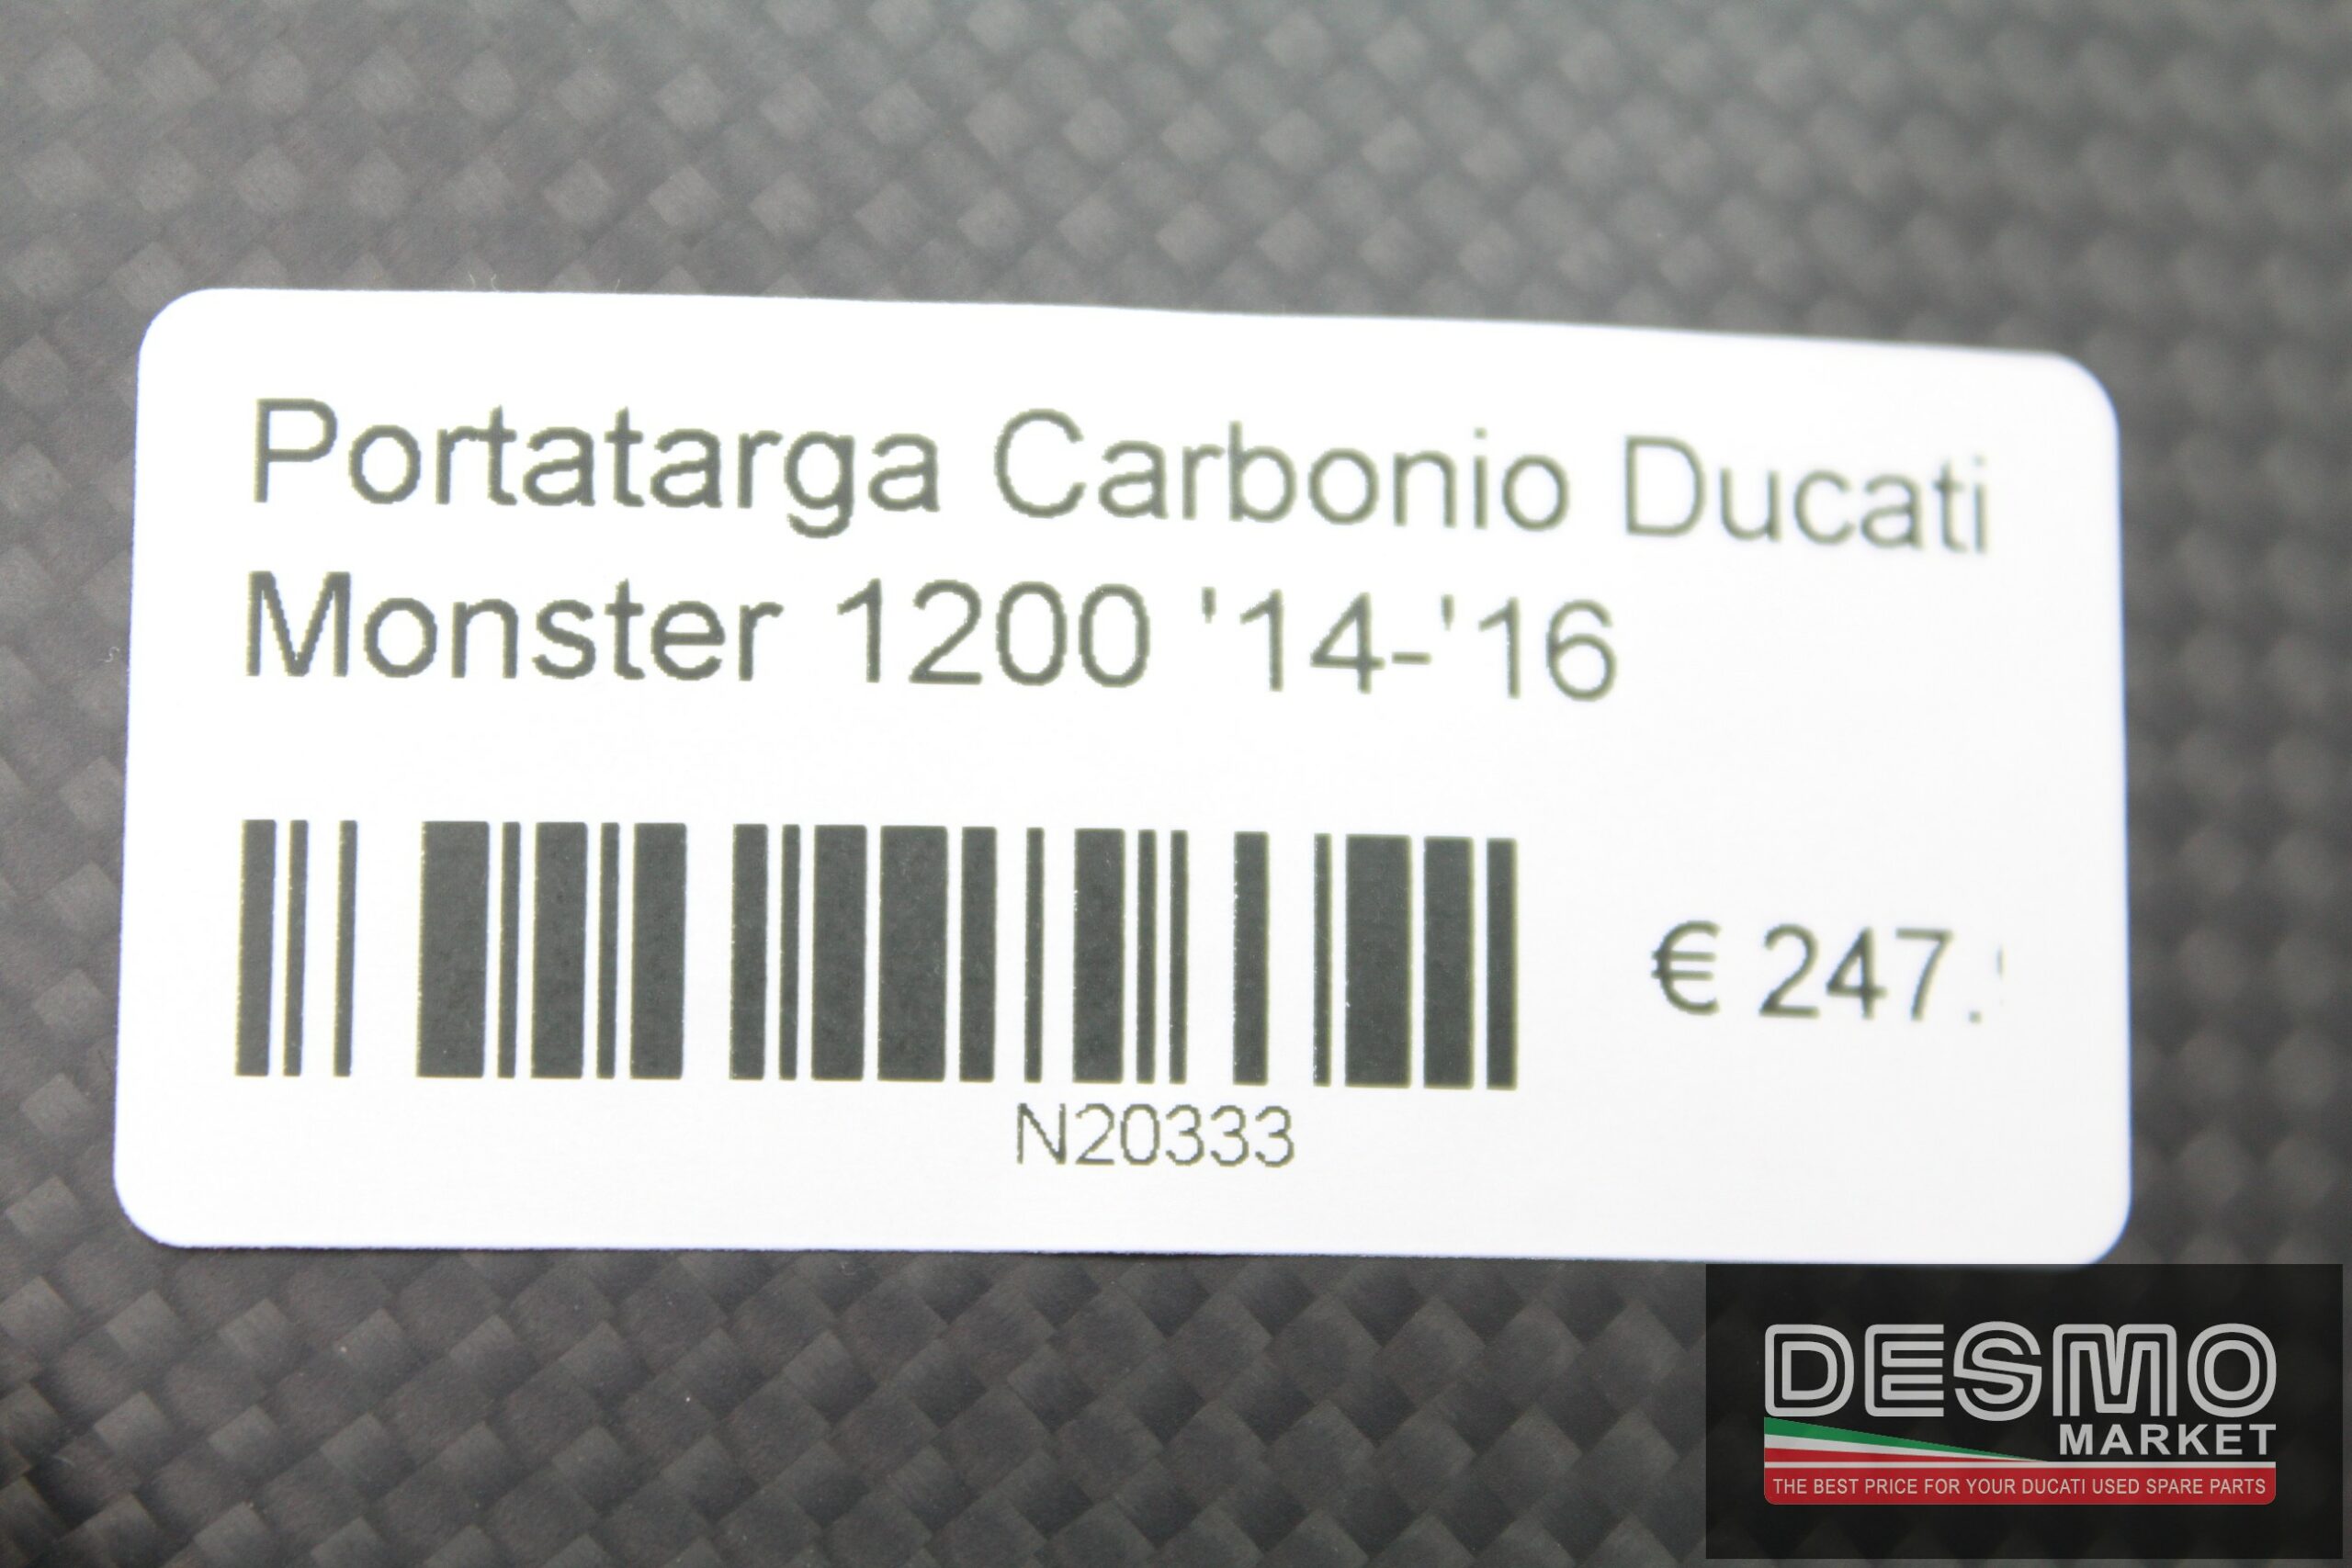 Portatarga Carbonio Ducati
Monster 1200 '14-'16
€ 247.
N20333
DESMO
MARKET
THE BEST PRICE FOR YOUR DUCATI USED SPARE PARTS